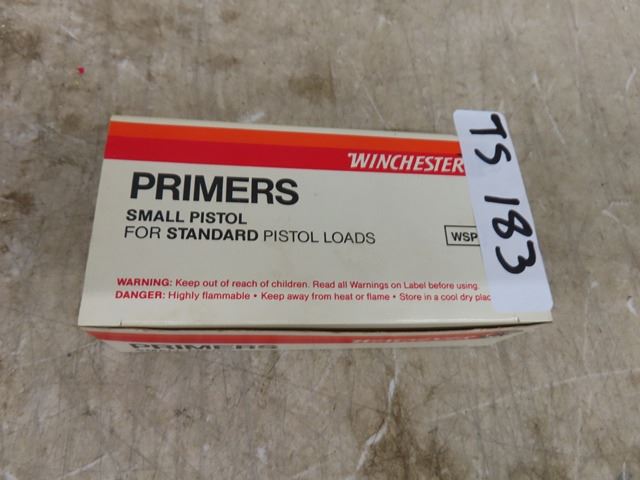 WINCHESTER
PRIMERS
SMALL PISTOL
FOR STANDARD PISTOL LOADS
WSP
WARNING: Keep out of reach of children. Read all Warnings on Label before using.
DANGER: Highly flammable • Keep away from heat or flame • Store in a cool dry plac
TS 183
PRIMERS